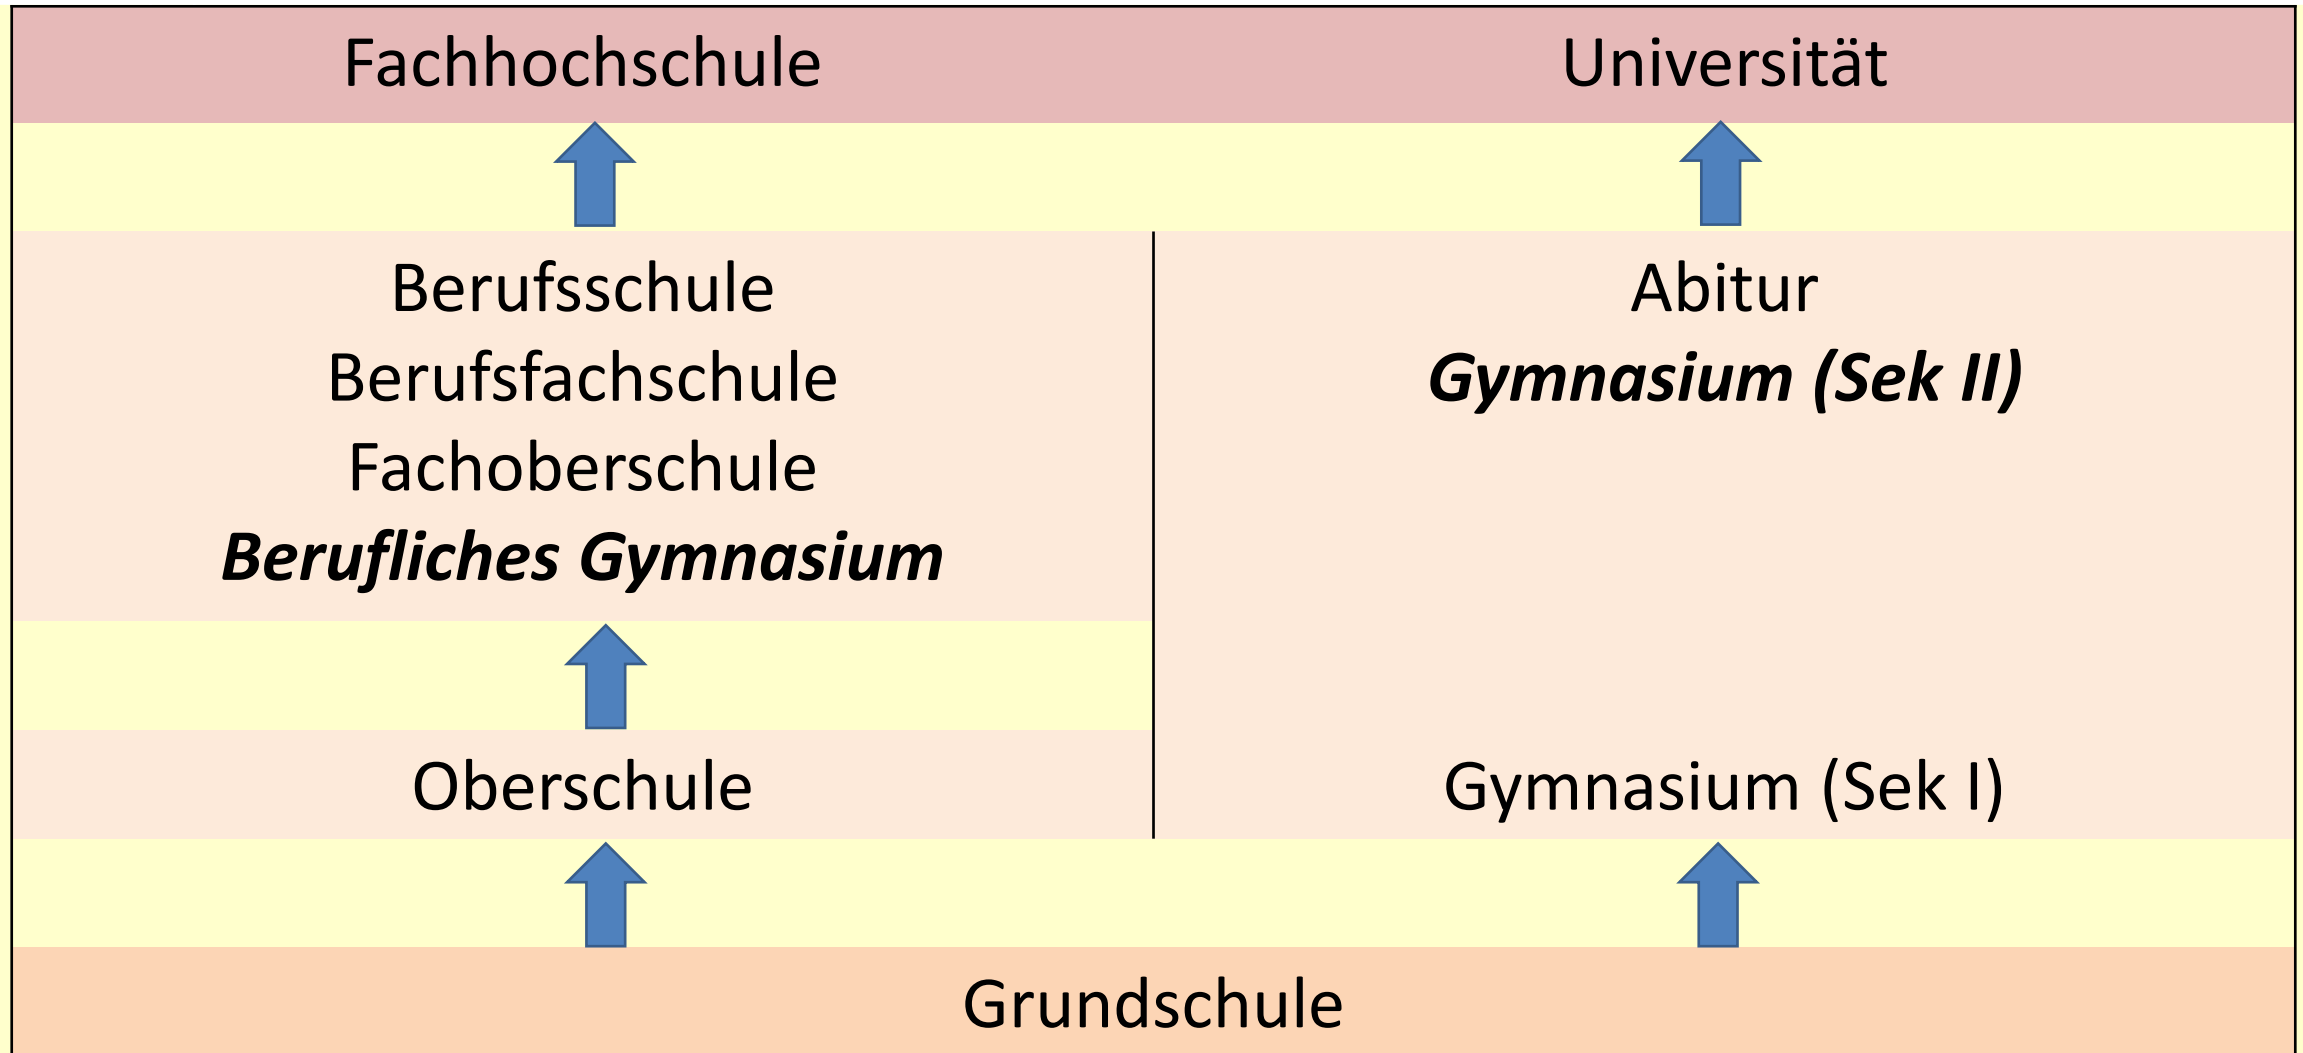 Fachhochschule
Universität
Berufsschule
Berufsfachschule
Fachoberschule
Berufliches Gymnasium
Abitur
Gymnasium (Sek II)
Oberschule
Gymnasium (Sek I)
Grundschule